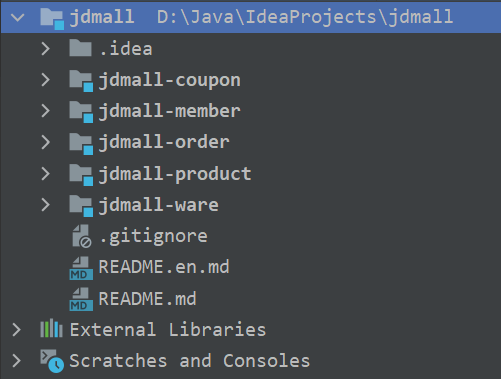 jdmall D:\Java\IdeaProjects\jdmall
.idea
jdmall-coupon
jdmall-member
jdmall-order
jdmall-product
jdmall-ware
.gitignore
MD README.en.md
MD README.md
External Libraries
Scratches and Consoles